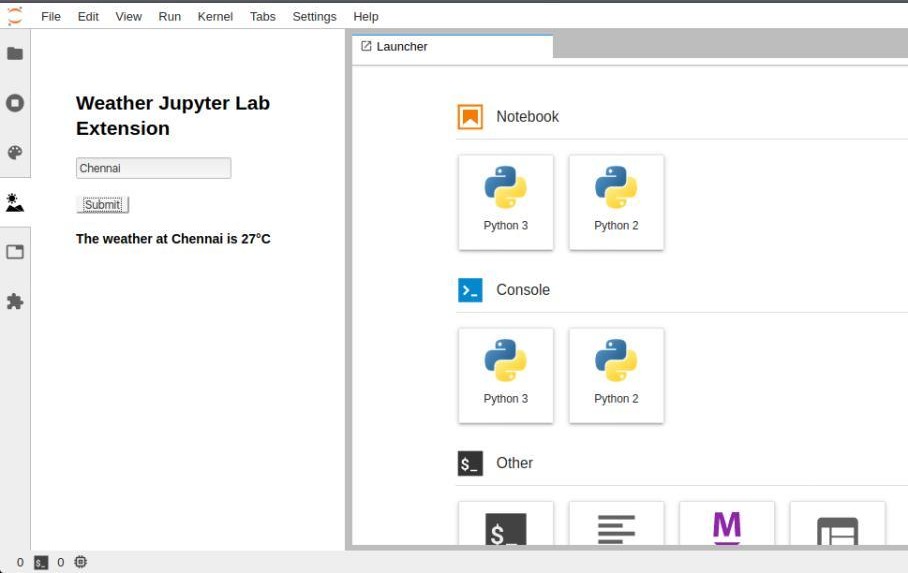 File Edit View Run Kernel Tabs Settings Help
Launcher
Weather Jupyter Lab
Extension
Chennai
Submit
The weather at Chennai is 27°C
Notebook
Python 3 Python 2
Console
>_
Python 3 Python 2
$_ Other
$_ M
0 $_ 0